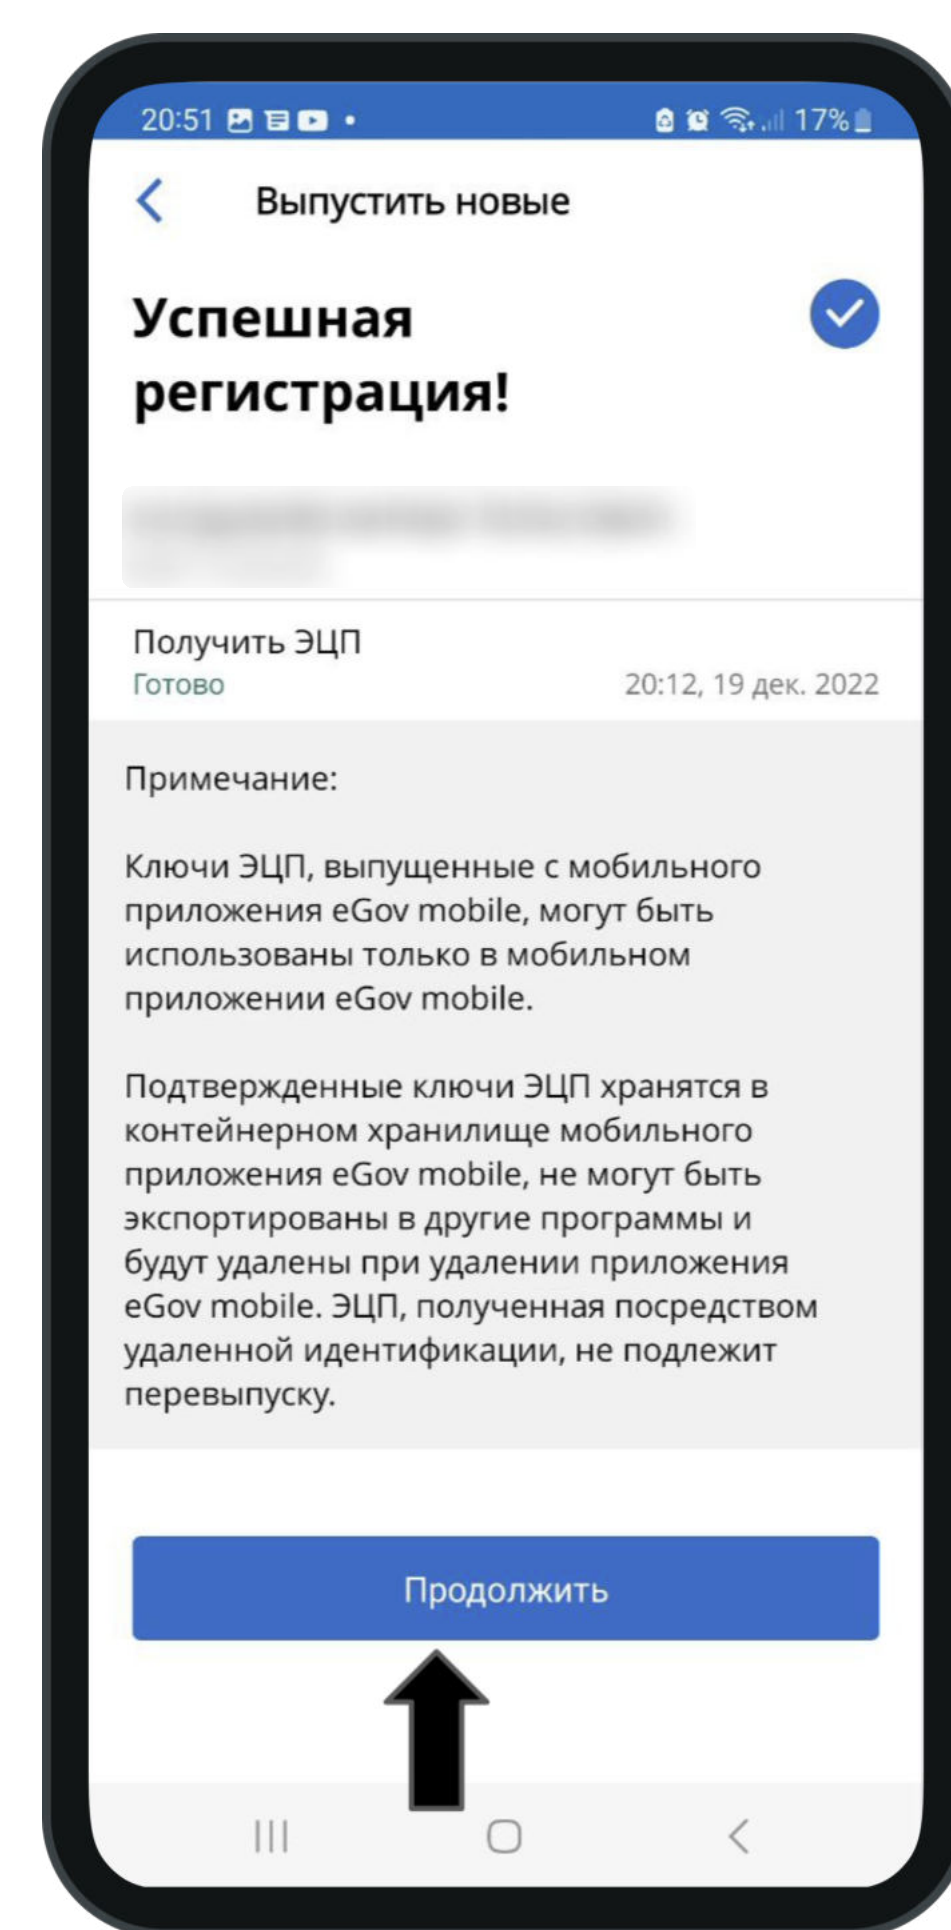 20:51
17%
Выпустить новые
Успешная
регистрация!
Получить ЭЦП
Готово
20:12, 19 дек. 2022
Примечание:
Ключи ЭЦП, выпущенные с мобильного
приложения eGov mobile, могут быть
использованы только в мобильном
приложении eGov mobile.
Подтвержденные ключи ЭЦП хранятся в
контейнерном хранилище мобильного
приложения eGov mobile, не могут быть
экспортированы в другие программы и
будут удалены при удалении приложения
eGov mobile. ЭЦП, полученная посредством
удаленной идентификации, не подлежит
перевыпуску.
Продолжить